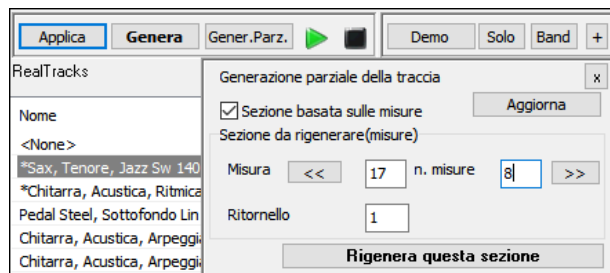 Applica Genera Gener.Parz. Demo Solo Band +
RealTracks
Generazione parziale della traccia x
Sezione basata sulle misure Aggiorna
Nome
Sezione da rigenerare(misure)
<None>
*Sax, Tenore, Jazz Sw 140
Misura << 17 n. misure 8 >>
*Chitarra, Acustica, Ritmica
Pedal Steel, Sottofondo Lin
Ritornello 1
Chitarra, Acustica, Arpeggi
Chitarra, Acustica, Arpeggi
Rigenera questa sezione